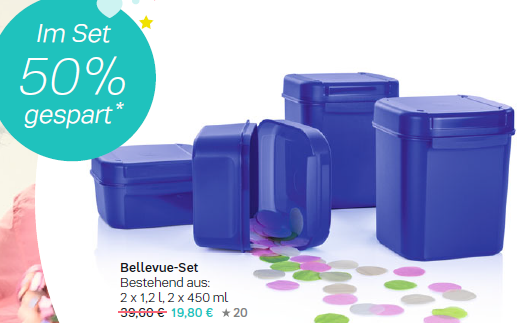 Im Set
50%
gespart*
Bellevue-Set
Bestehend aus:
2 x 1,2 l, 2 x 450 ml
39,60 € 19,80 € ★20